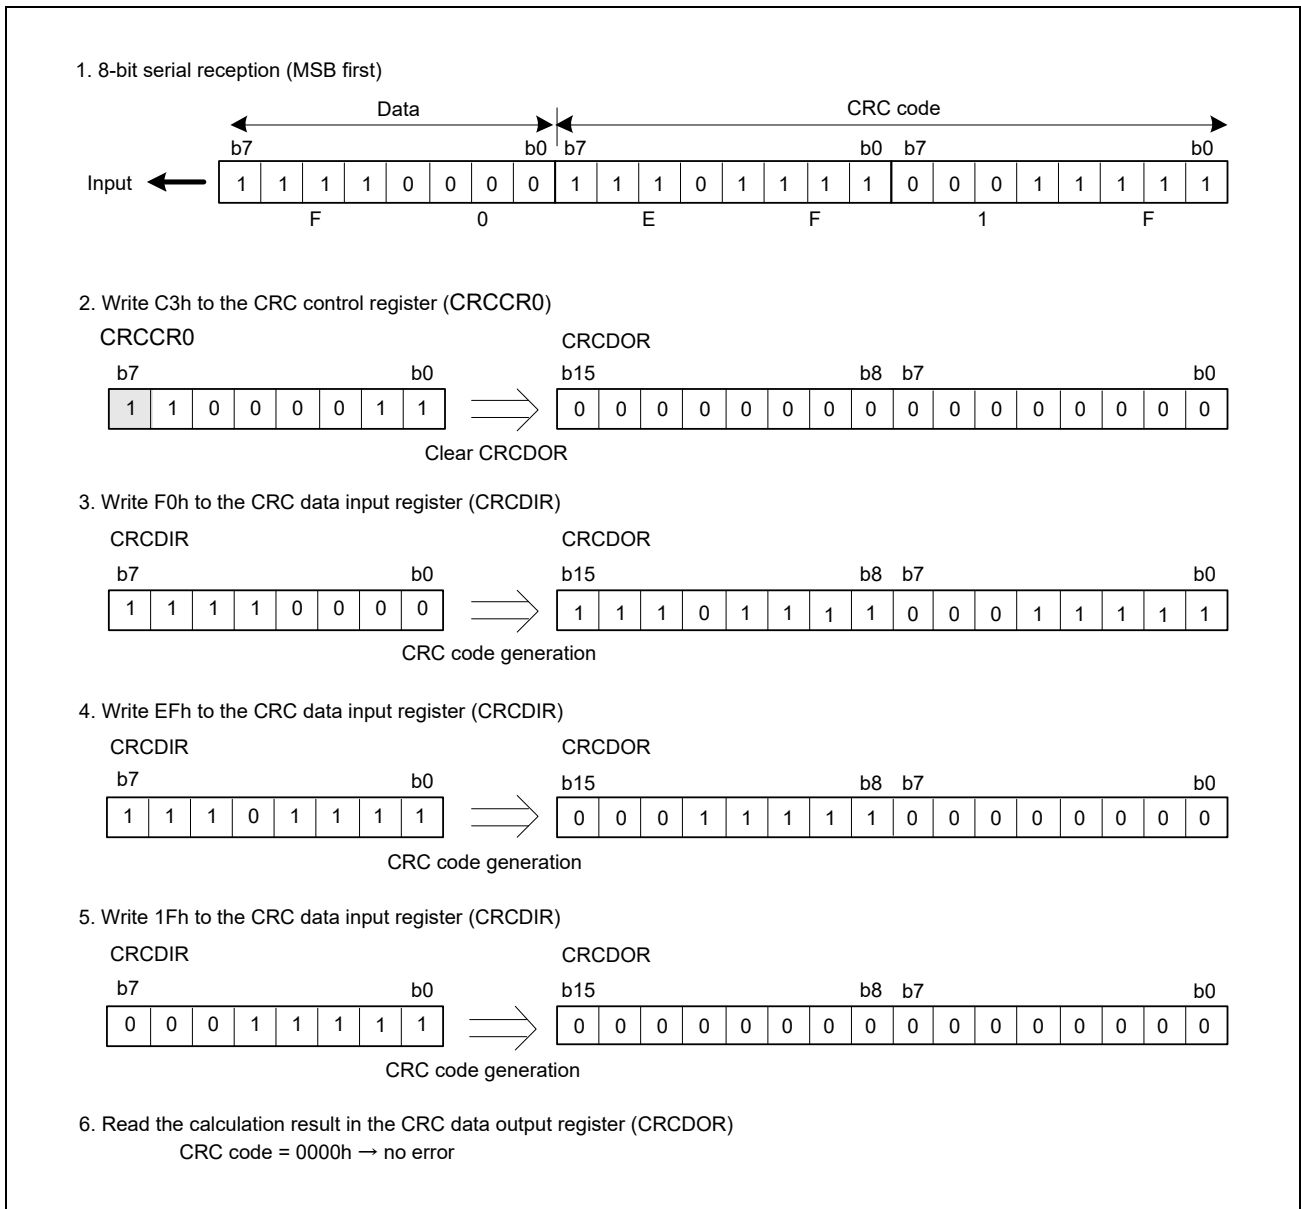 1. 8-bit serial reception (MSB first)
Data CRC code
b7 b0 b7 b0 b7 b0
Input 1 1 1 1 0 0 0 0 1 1 1 0 1 1 1 1 0 0 0 1 1 1 1 1
F 0 E F 1 F
2. Write C3h to the CRC control register (CRCCR0)
CRCCR0 CRCDOR
b7 b0 b15 b8 b7 b0
1 1 0 0 0 0 1 1 0 0 0 0 0 0 0 0 0 0 0 0 0 0 0 0
Clear CRCDOR
3. Write F0h to the CRC data input register (CRCDIR)
CRCDIR CRCDOR
b7 b0 b15 b8 b7 b0
1 1 1 1 0 0 0 0 1 1 1 0 1 1 1 1 0 0 0 1 1 1 1 1
CRC code generation
4. Write EFh to the CRC data input register (CRCDIR)
CRCDIR CRCDOR
b7 b0 b15 b8 b7 b0
1 1 1 0 1 1 1 1 0 0 0 1 1 1 1 1 0 0 0 0 0 0 0 0
CRC code generation
5. Write 1Fh to the CRC data input register (CRCDIR)
CRCDIR CRCDOR
b7 b0 b15 b8 b7 b0
0 0 0 1 1 1 1 1 0 0 0 0 0 0 0 0 0 0 0 0 0 0 0 0
CRC code generation
6. Read the calculation result in the CRC data output register (CRCDOR)
CRC code = 0000h → no error